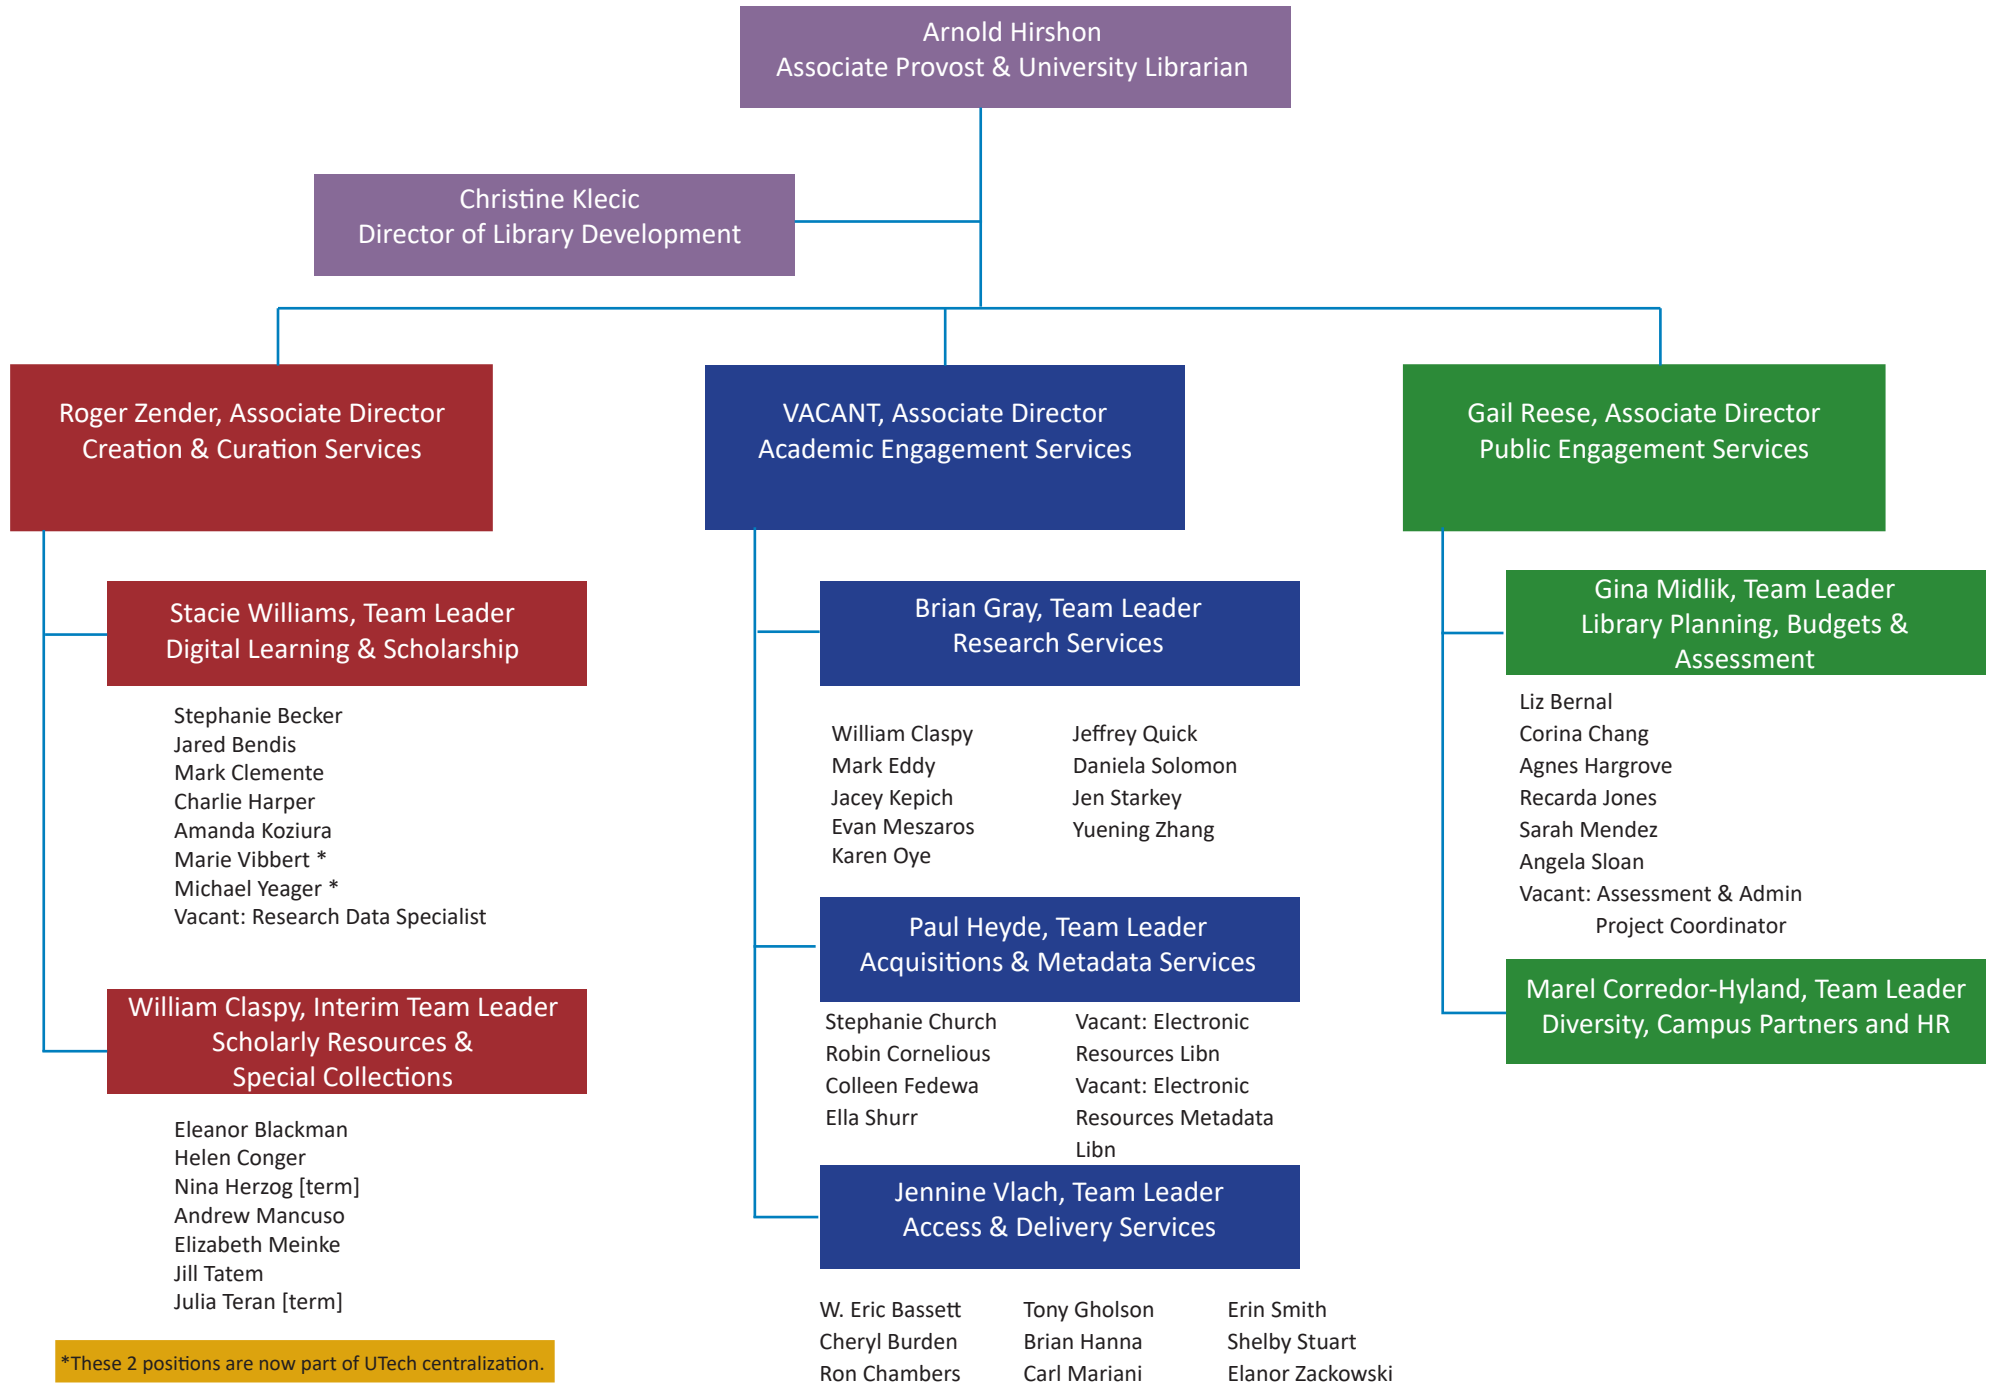 Arnold Hirshon
Associate Provost & University Librarian
Christine Klecic
Director of Library Development
Roger Zender, Associate Director
Creation & Curation Services
Stacie Williams, Team Leader
Digital Learning & Scholarship
Stephanie Becker
Jared Bendis
Mark Clemente
Charlie Harper
Amanda Koziura
Marie Vibbert *
Michael Yeager *
Vacant: Research Data Specialist
William Claspy, Interim Team Leader
Scholarly Resources &
Special Collections
Eleanor Blackman
Helen Conger
Nina Herzog [term]
Andrew Mancuso
Elizabeth Meinke
Jill Tatem
Julia Teran [term]
*These 2 positions are now part of UTech centralization.
VACANT, Associate Director
Academic Engagement Services
Brian Gray, Team Leader
Research Services
William Claspy
Mark Eddy
Jacey Kepich
Evan Meszaros
Karen Oye
Jeffrey Quick
Daniela Solomon
Jen Starkey
Yuening Zhang
Paul Heyde, Team Leader
Acquisitions & Metadata Services
Stephanie Church
Robin Cornelious
Colleen Fedewa
Ella Shurr
Vacant: Electronic
Resources Libn
Vacant: Electronic
Resources Metadata
Libn
Jennine Vlach, Team Leader
Access & Delivery Services
W. Eric Bassett
Cheryl Burden
Ron Chambers
Tony Gholson
Brian Hanna
Carl Mariani
Erin Smith
Shelby Stuart
Elanor Zackowski
Gail Reese, Associate Director
Public Engagement Services
Gina Midlik, Team Leader
Library Planning, Budgets &
Assessment
Liz Bernal
Corina Chang
Agnes Hargrove
Recarda Jones
Sarah Mendez
Angela Sloan
Vacant: Assessment & Admin
Project Coordinator
Marel Corredor-Hyland, Team Leader
Diversity, Campus Partners and HR